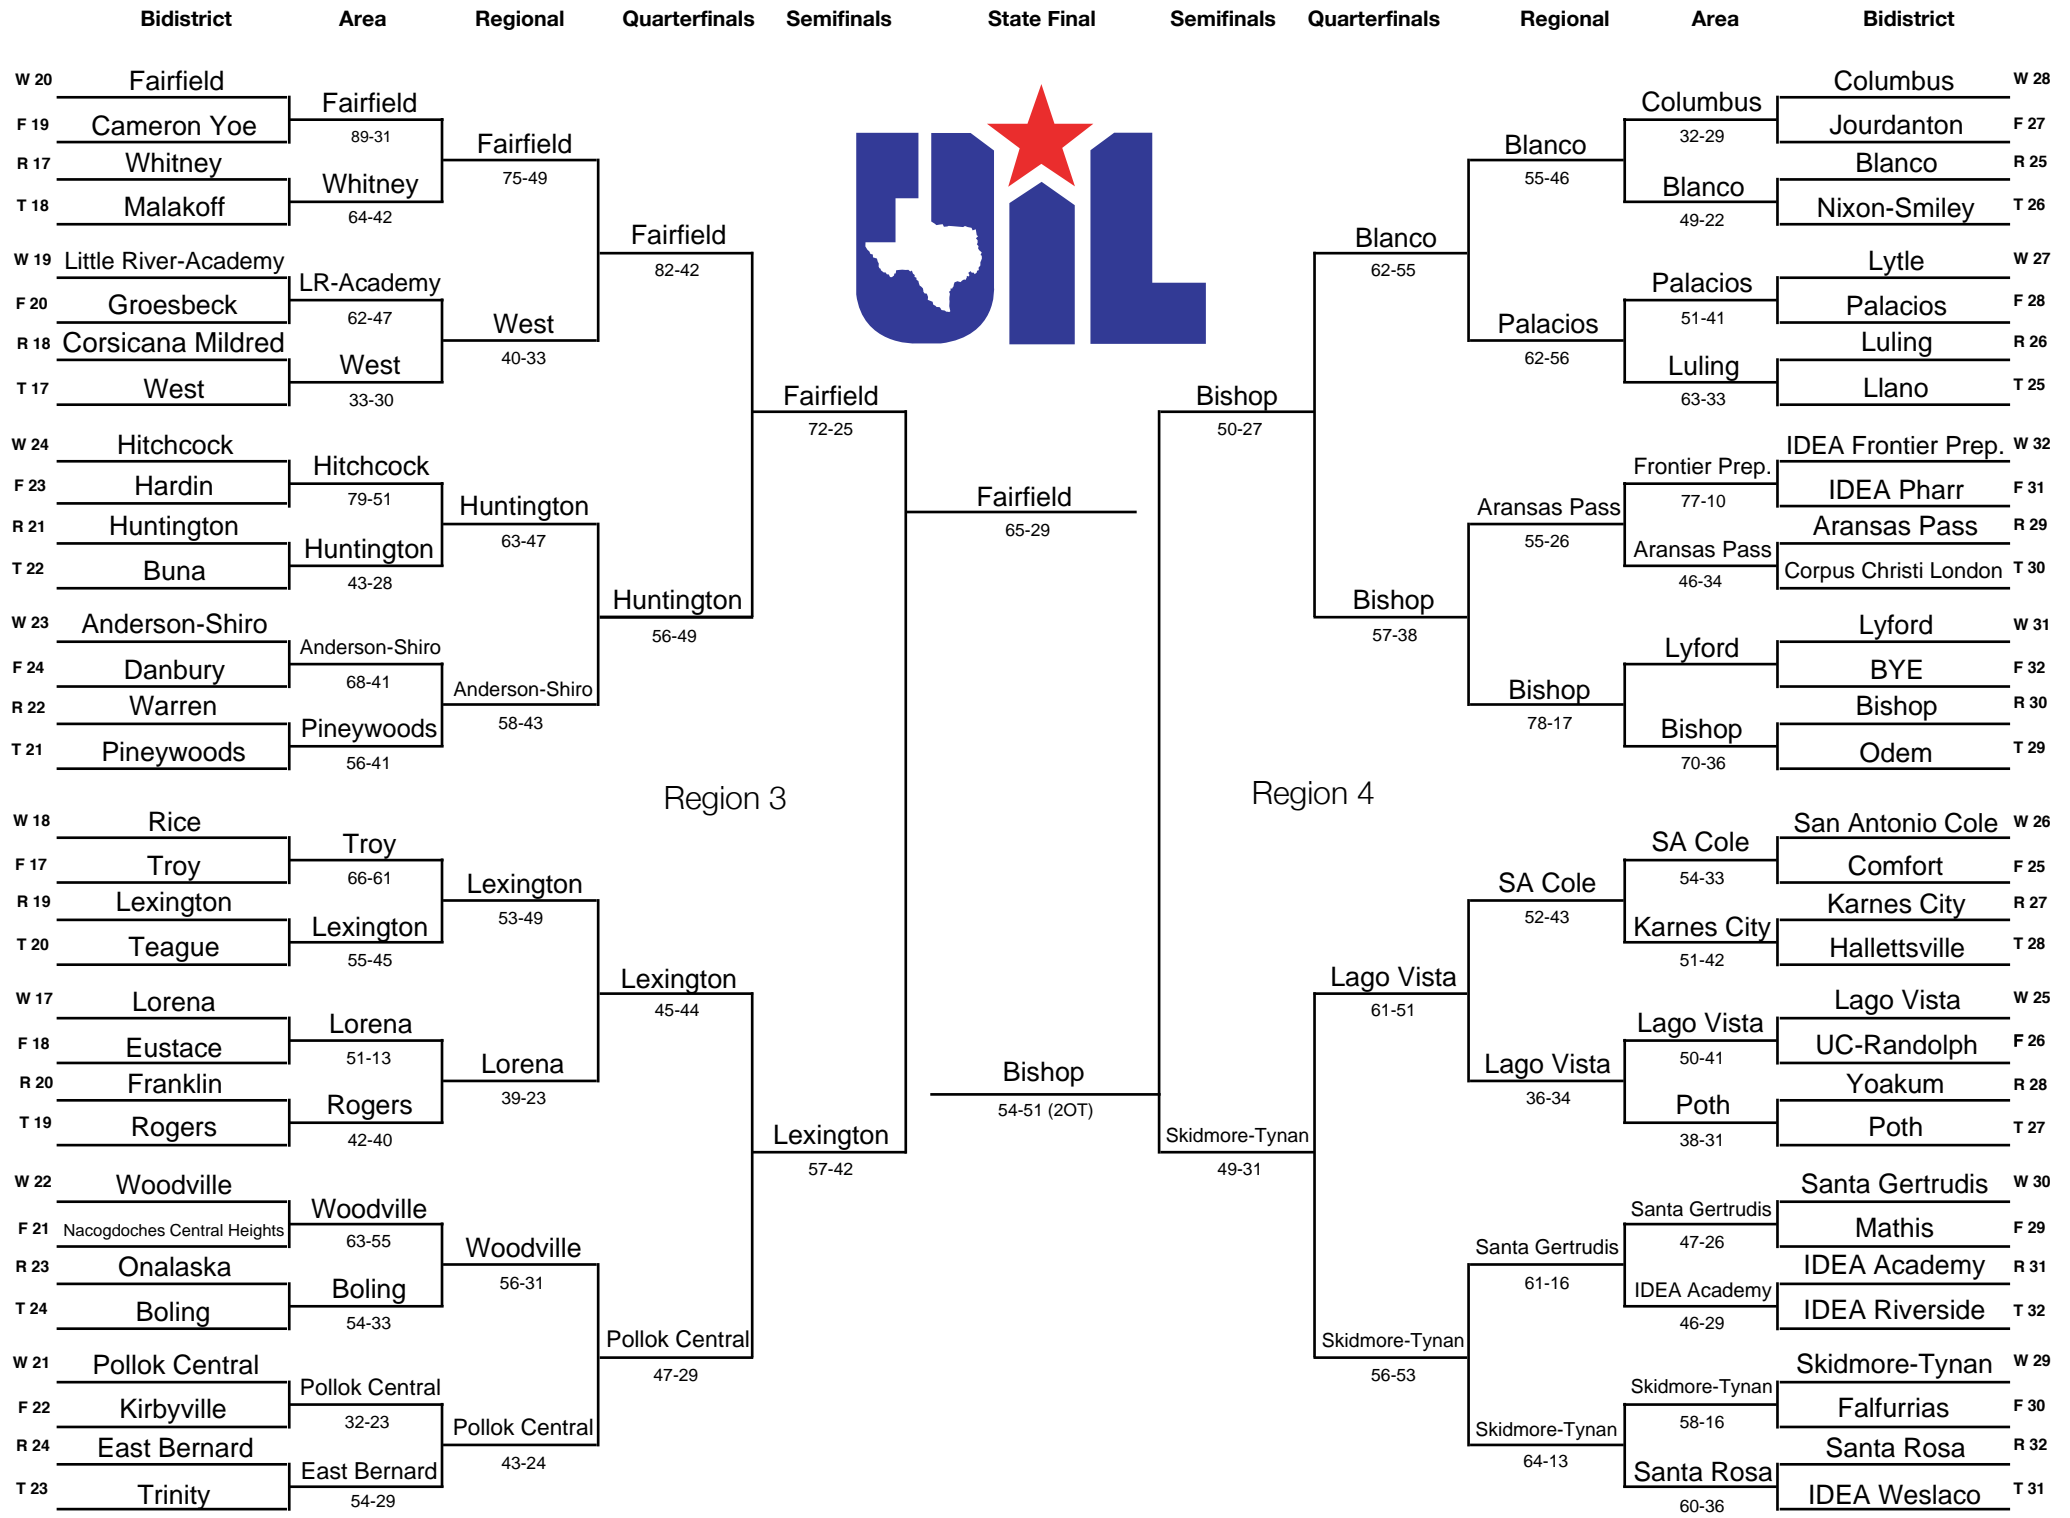 Bidistrict Area Regional Quarterfinals Semifinals State Final Semifinals Quarterfinals Regional Area Bidistrict
W 20 Fairfield
F 19 Cameron Yoe
R 17 Whitney
T 18 Malakoff
W 19 Little River-Academy
F 20 Groesbeck
R 18 Corsicana Mildred
T 17 West
W 24 Hitchcock
F 23 Hardin
R 21 Huntington
T 22 Buna
W 23 Anderson-Shiro
F 24 Danbury
R 22 Warren
T 21 Pineywoods
W 18 Rice
F 17 Troy
R 19 Lexington
T 20 Teague
W 17 Lorena
F 18 Eustace
R 20 Franklin
T 19 Rogers
W 22 Woodville
F 21 Nacogdoches Central Heights
R 23 Onalaska
T 24 Boling
W 21 Pollok Central
F 22 Kirbyville
R 24 East Bernard
T 23 Trinity
Fairfield
89-31
Whitney
64-42
LR-Academy
62-47
West
33-30
Hitchcock
79-51
Huntington
43-28
Anderson-Shiro
68-41
Pineywoods
56-41
Troy
66-61
Lexington
55-45
Lorena
51-13
Rogers
42-40
Woodville
63-55
Boling
54-33
Pollok Central
32-23
East Bernard
54-29
Fairfield
75-49
West
40-33
Huntington
63-47
Anderson-Shiro
58-43
Lexington
53-49
Lorena
39-23
Woodville
56-31
Pollok Central
43-24
Fairfield
82-42
Huntington
56-49
Lexington
45-44
Pollok Central
47-29
Region 3
Fairfield
72-25
Lexington
57-42
UIL
Fairfield
65-29
Bishop
54-51 (2OT)
Bishop
50-27
Skidmore-Tynan
49-31
Region 4
Blanco
62-55
Bishop
57-38
Lago Vista
61-51
Skidmore-Tynan
56-53
Blanco
55-46
Palacios
62-56
Aransas Pass
55-26
Bishop
78-17
SA Cole
52-43
Lago Vista
36-34
Santa Gertrudis
61-16
Skidmore-Tynan
64-13
Columbus
32-29
Blanco
49-22
Palacios
51-41
Luling
63-33
Frontier Prep.
77-10
Aransas Pass
46-34
Lyford
Bishop
70-36
SA Cole
54-33
Karnes City
51-42
Lago Vista
50-41
Poth
38-31
Santa Gertrudis
47-26
IDEA Academy
46-29
Skidmore-Tynan
58-16
Santa Rosa
60-36
Columbus W 28
Jourdanton F 27
Blanco R 25
Nixon-Smiley T 26
Lytle W 27
Palacios F 28
Luling R 26
Llano T 25
IDEA Frontier Prep. W 32
IDEA Pharr F 31
Aransas Pass R 29
Corpus Christi London T 30
Lyford W 31
BYE F 32
Bishop R 30
Odem T 29
San Antonio Cole W 26
Comfort F 25
Karnes City R 27
Hallettsville T 28
Lago Vista W 25
UC-Randolph F 26
Yoakum R 28
Poth T 27
Santa Gertrudis W 30
Mathis F 29
IDEA Academy R 31
IDEA Riverside T 32
Skidmore-Tynan W 29
Falfurrias F 30
Santa Rosa R 32
IDEA Weslaco T 31